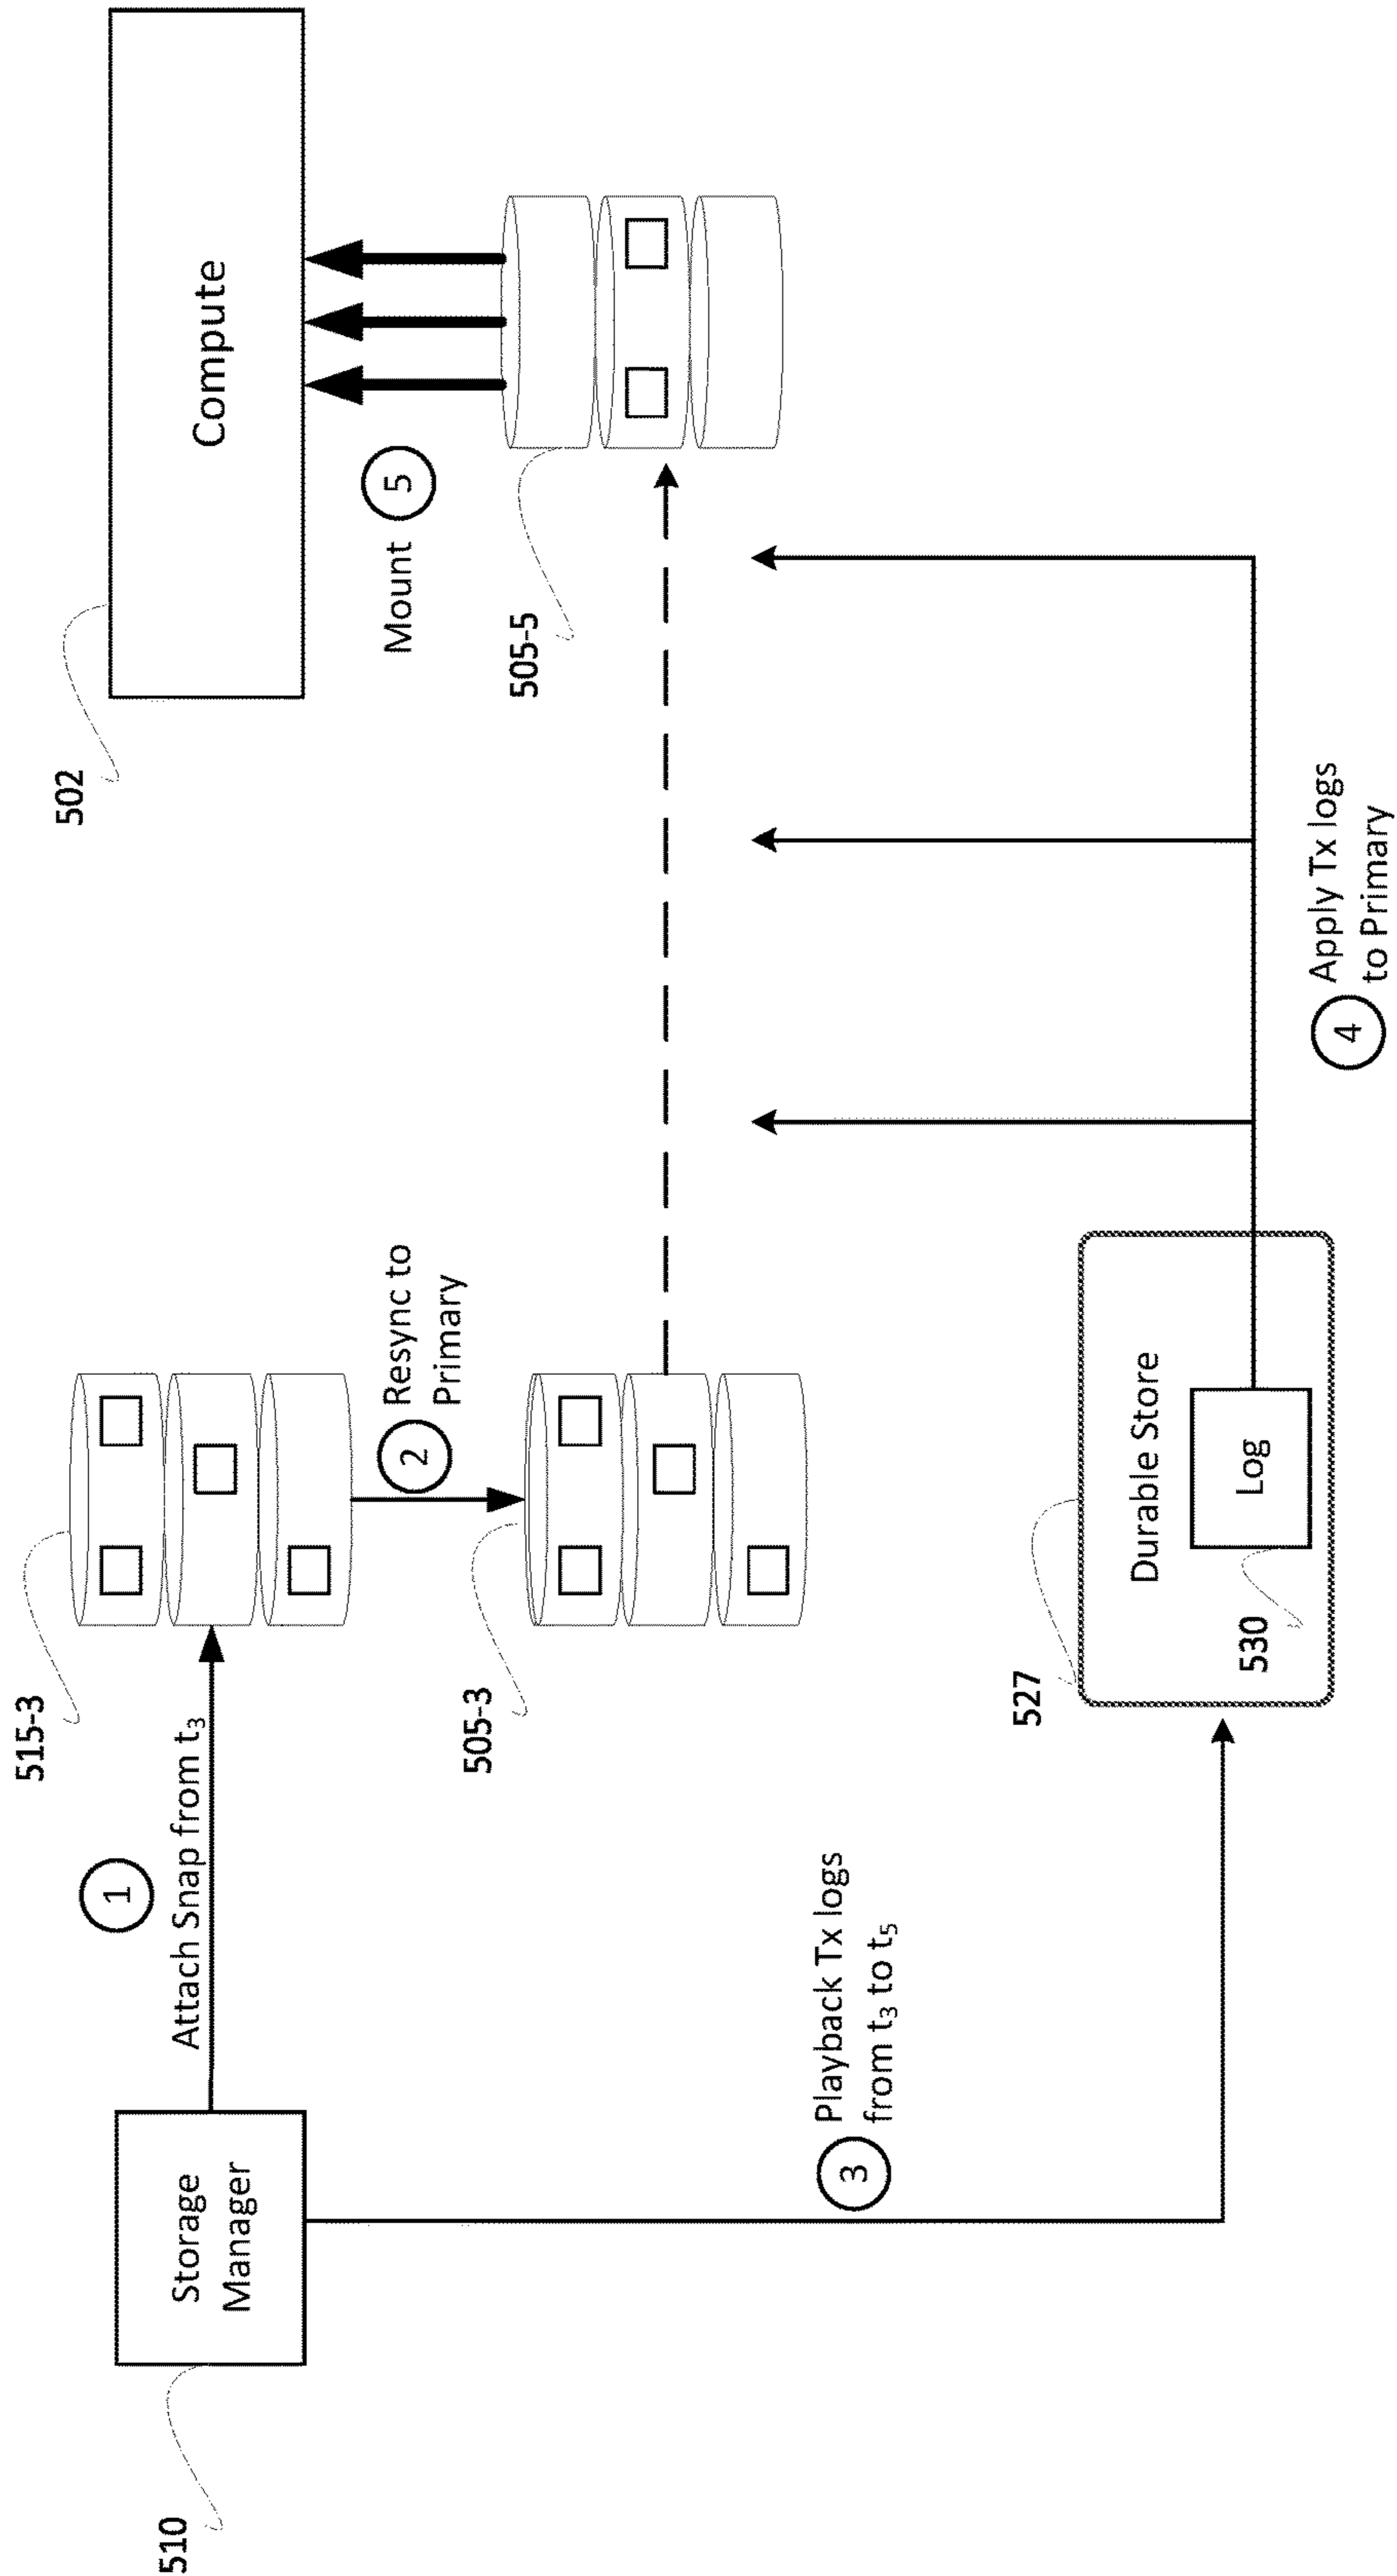 510
Storage
Manager
1
Attach Snap from t₃
515-3
2
Resync to
Primary
505-3
3
Playback Tx logs
from t₃ to t₅
527
Durable Store
530
Log
4
Apply Tx logs
to Primary
505-5
Mount
5
502
Compute